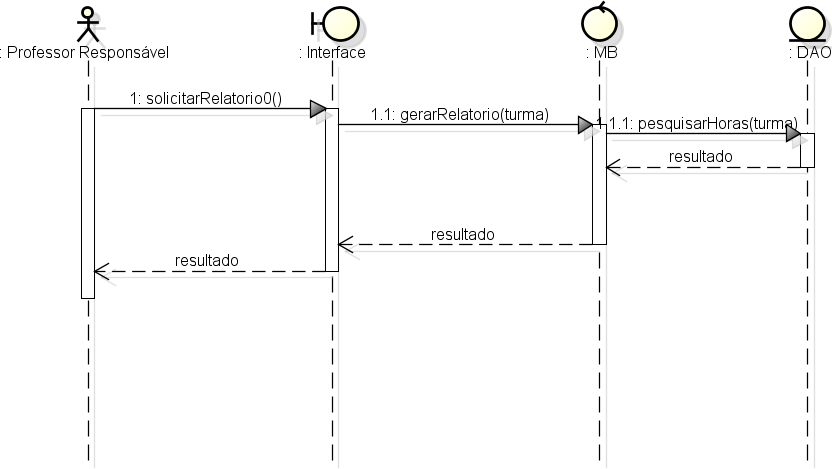 : Professor Responsável
: Interface
: MB
: DAO
1: solicitarRelatorio0()
1.1: gerarRelatorio(turma)
1.1.1: pesquisarHoras(turma)
resultado
resultado
resultado